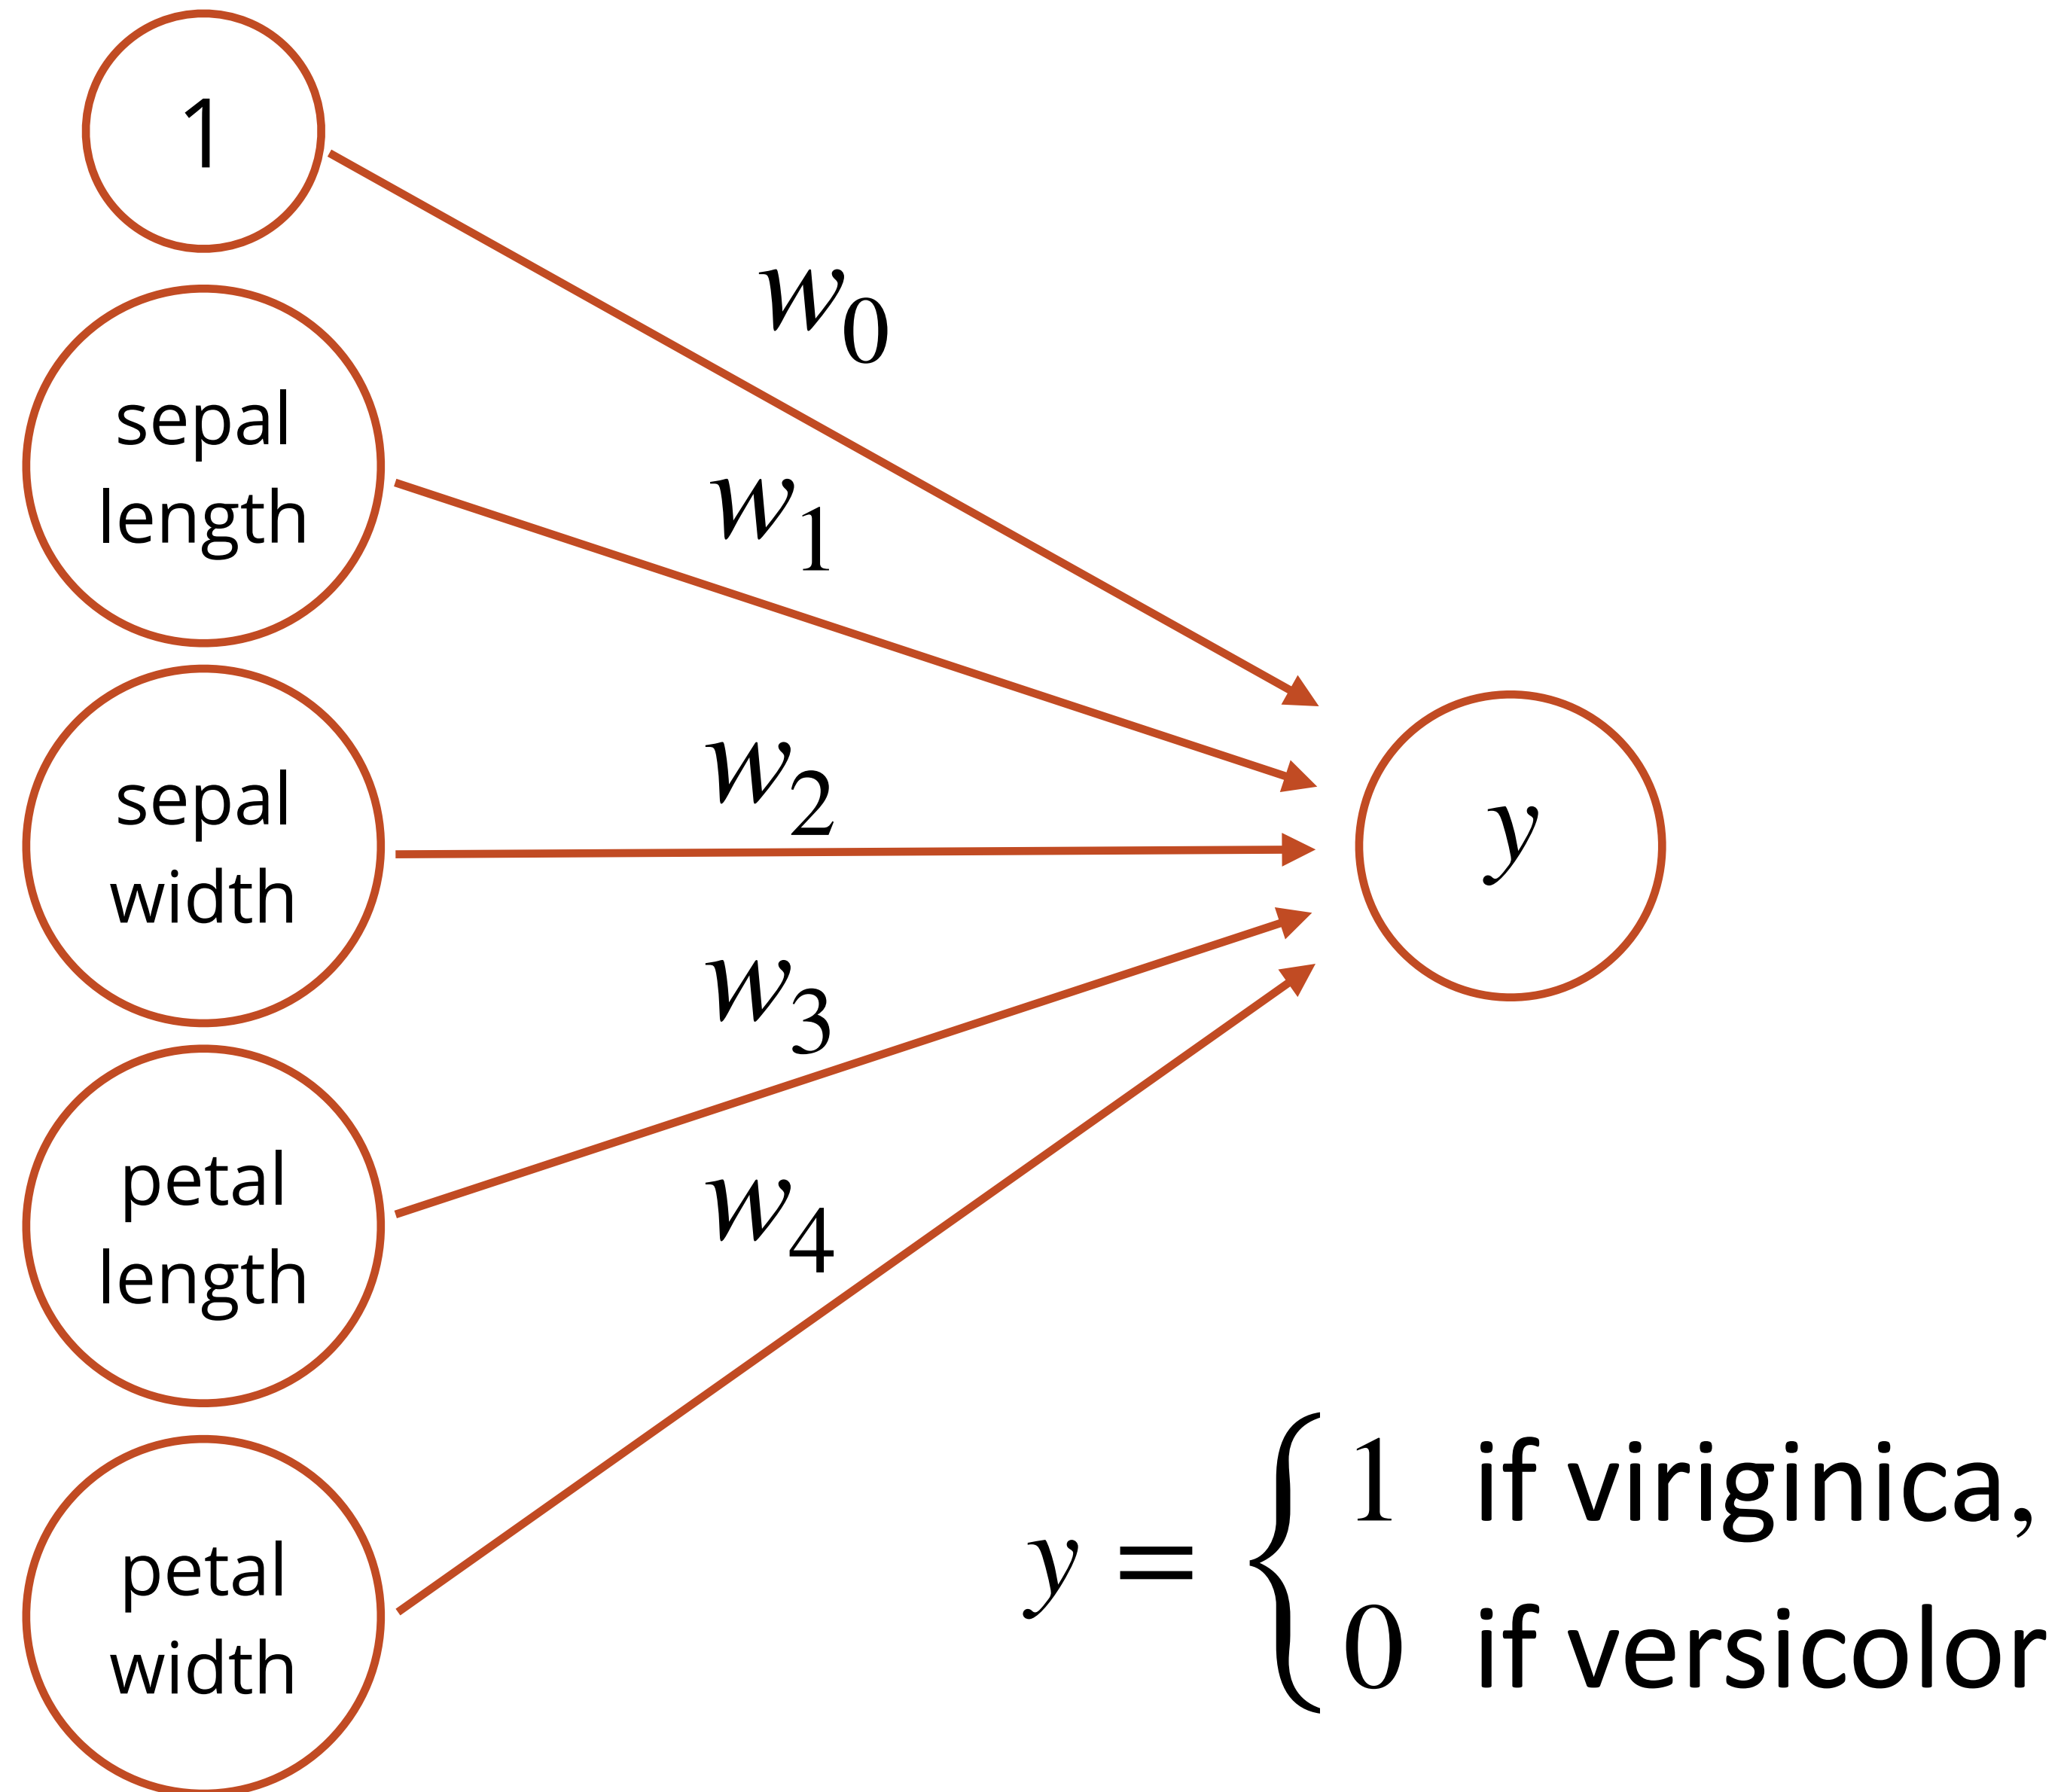 1
w0
sepal
length
w1
sepal
width
w2
y
w3
petal
length
w4
petal
width
y = { 1 if viriginica,
0 if versicolor